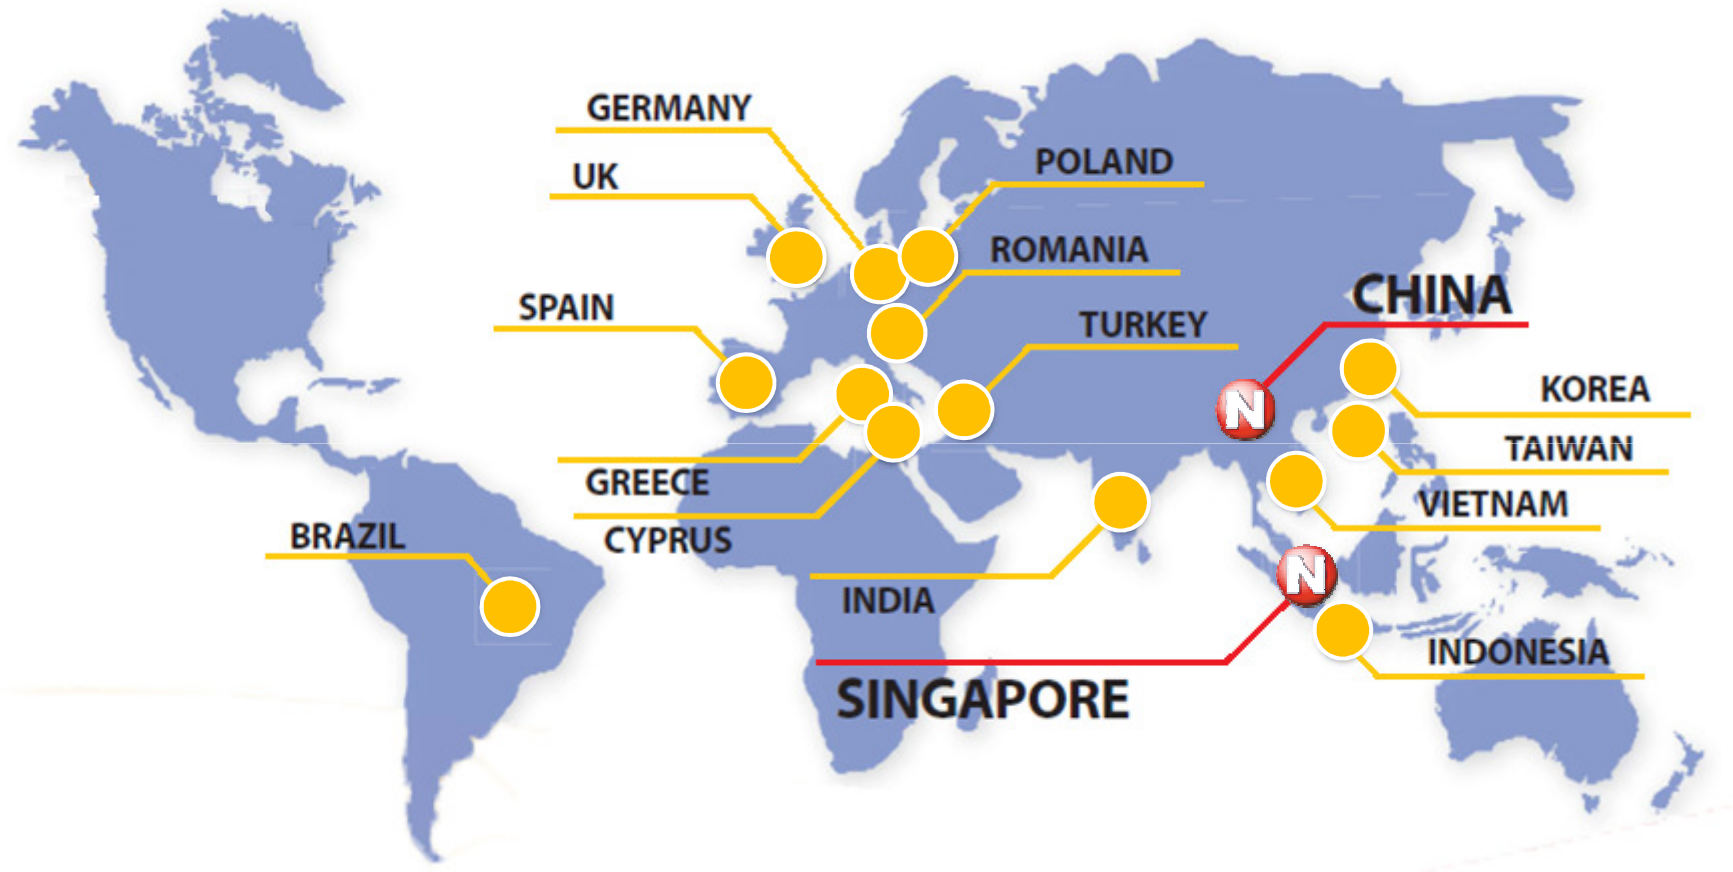 GERMANY
POLAND
UK
ROMANIA
CHINA
SPAIN
TURKEY
KOREA
N
TAIWAN
GREECE
VIETNAM
BRAZIL
CYPRUS
N
INDIA
INDONESIA
SINGAPORE